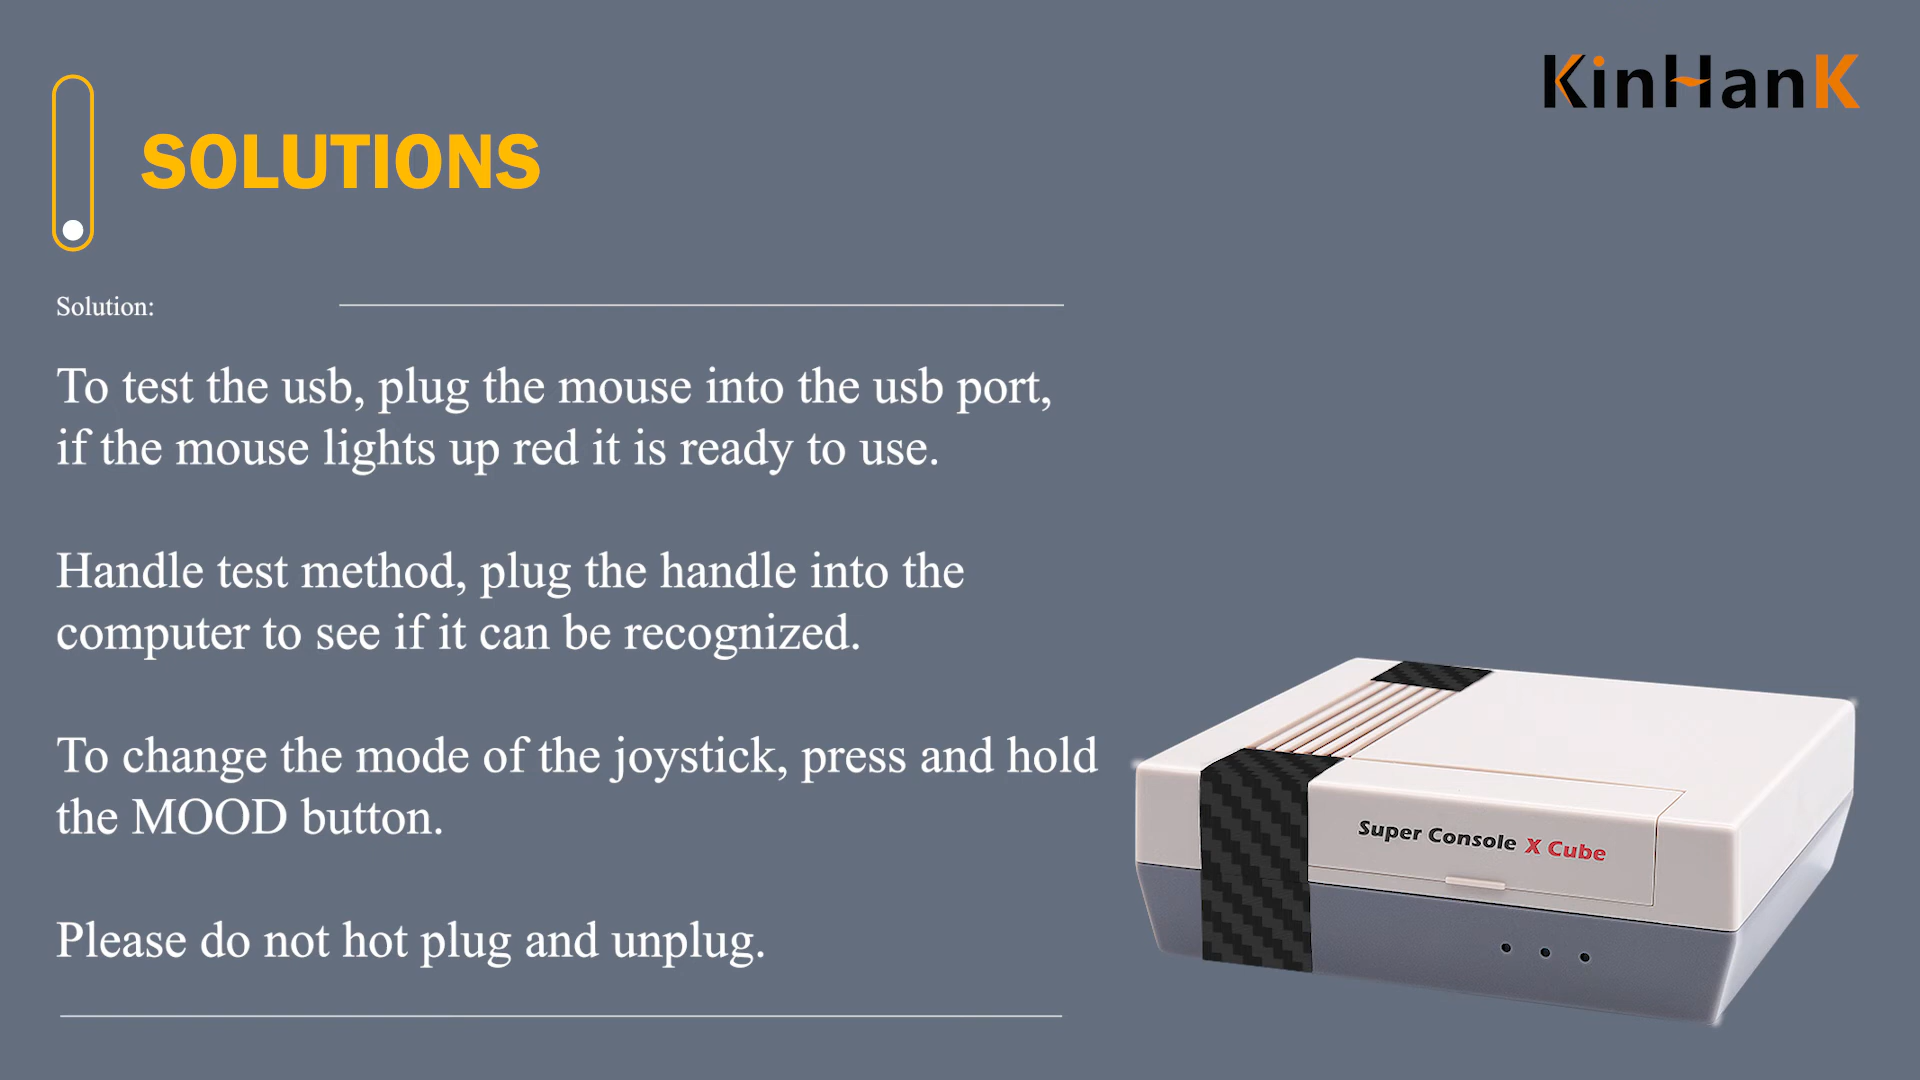 KinHanK
SOLUTIONS
Solution:
To test the usb, plug the mouse into the usb port,
if the mouse lights up red it is ready to use.
Handle test method, plug the handle into the
computer to see if it can be recognized.
To change the mode of the joystick, press and hold
the MOOD button.
Please do not hot plug and unplug.
Super Console X Cube